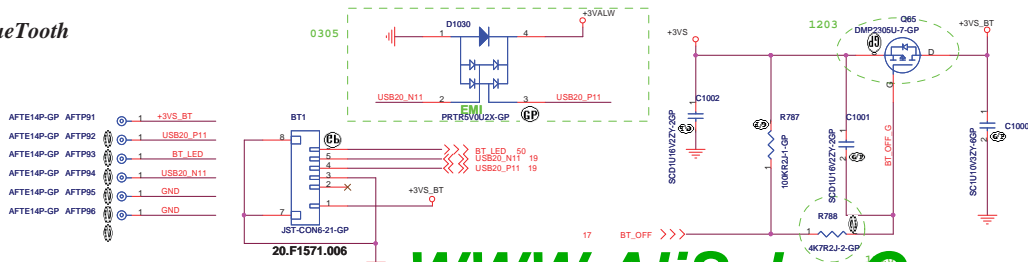 ueTooth
0305
D1030
+3VALW
1 4
USB20_N11 2 3 USB20_P11
EMI
PRTR5V0U2X-GP
GP
+3VS
1203
Q65
DMP2305U-7-GP
+3VS_BT
D
G
C1002
SCD1U16V2ZY-2GP
R787
100KR2J-1-GP
C1001
SCD1U16V2ZY-2GP
BT_OFF_G
C1000
SC1U10V3ZY-6GP
AFTE14P-GP AFTP91 1 +3VS_BT
AFTE14P-GP AFTP92 1 USB20_P11
AFTE14P-GP AFTP93 1 BT_LED
AFTE14P-GP AFTP94 1 USB20_N11
AFTE14P-GP AFTP95 1 GND
AFTE14P-GP AFTP96 1 GND
BT1
8
6
5
4
3
2
1
7
BT_LED 50
USB20_N11 19
USB20_P11 19
+3VS_BT
JST-CON6-21-GP
20.F1571.006
17 BT_OFF
R788
1 2
4K7R2J-2-GP